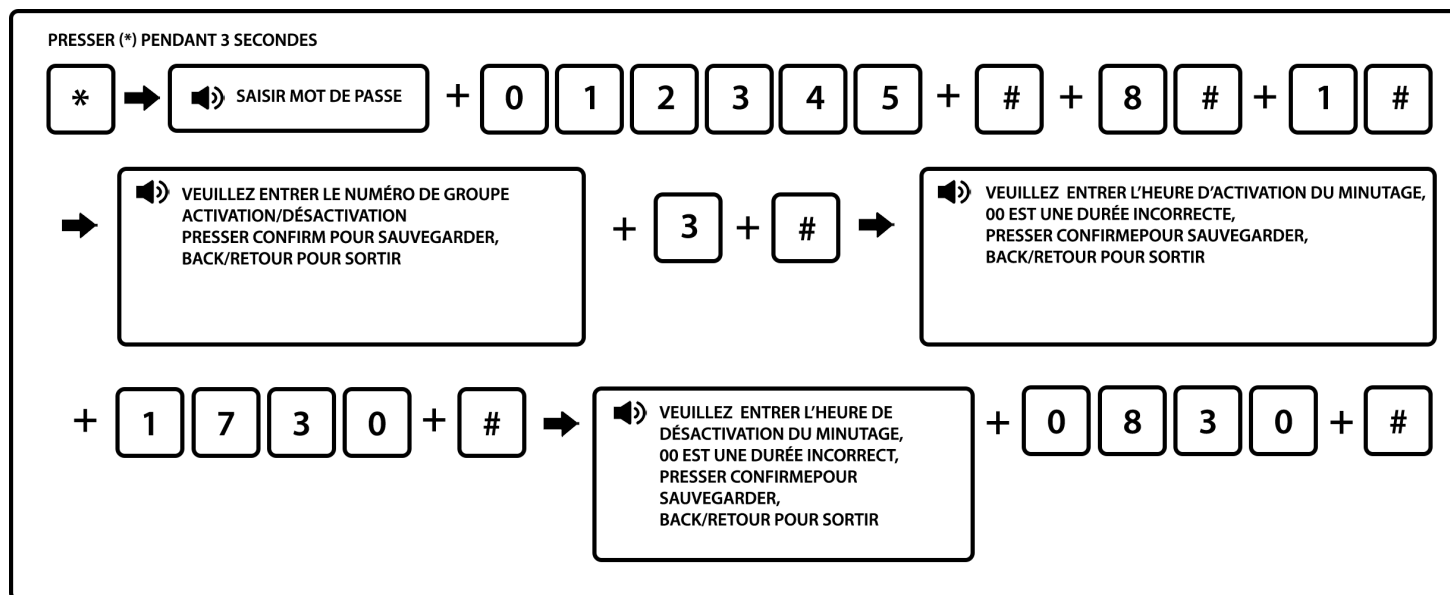 PRESSER (*) PENDANT 3 SECONDES
* SAISIR MOT DE PASSE + 0 1 2 3 4 5 + # + 8 # + 1 #
VEUILLEZ ENTRER LE NUMÉRO DE GROUPE
ACTIVATION/DÉSACTIVATION
PRESSER CONFIRM POUR SAUVEGARDER,
BACK/RETOUR POUR SORTIR
+ 3 + #
VEUILLEZ ENTRER L’HEURE D’ACTIVATION DU MINUTAGE,
00 EST UNE DURÉE INCORRECTE,
PRESSER CONFIRMEPOUR SAUVEGARDER,
BACK/RETOUR POUR SORTIR
+ 1 7 3 0 + #
VEUILLEZ ENTRER L’HEURE DE
DÉSACTIVATION DU MINUTAGE,
00 EST UNE DURÉE INCORRECT,
PRESSER CONFIRMEPOUR
SAUVEGARDER,
BACK/RETOUR POUR SORTIR
+ 0 8 3 0 + #